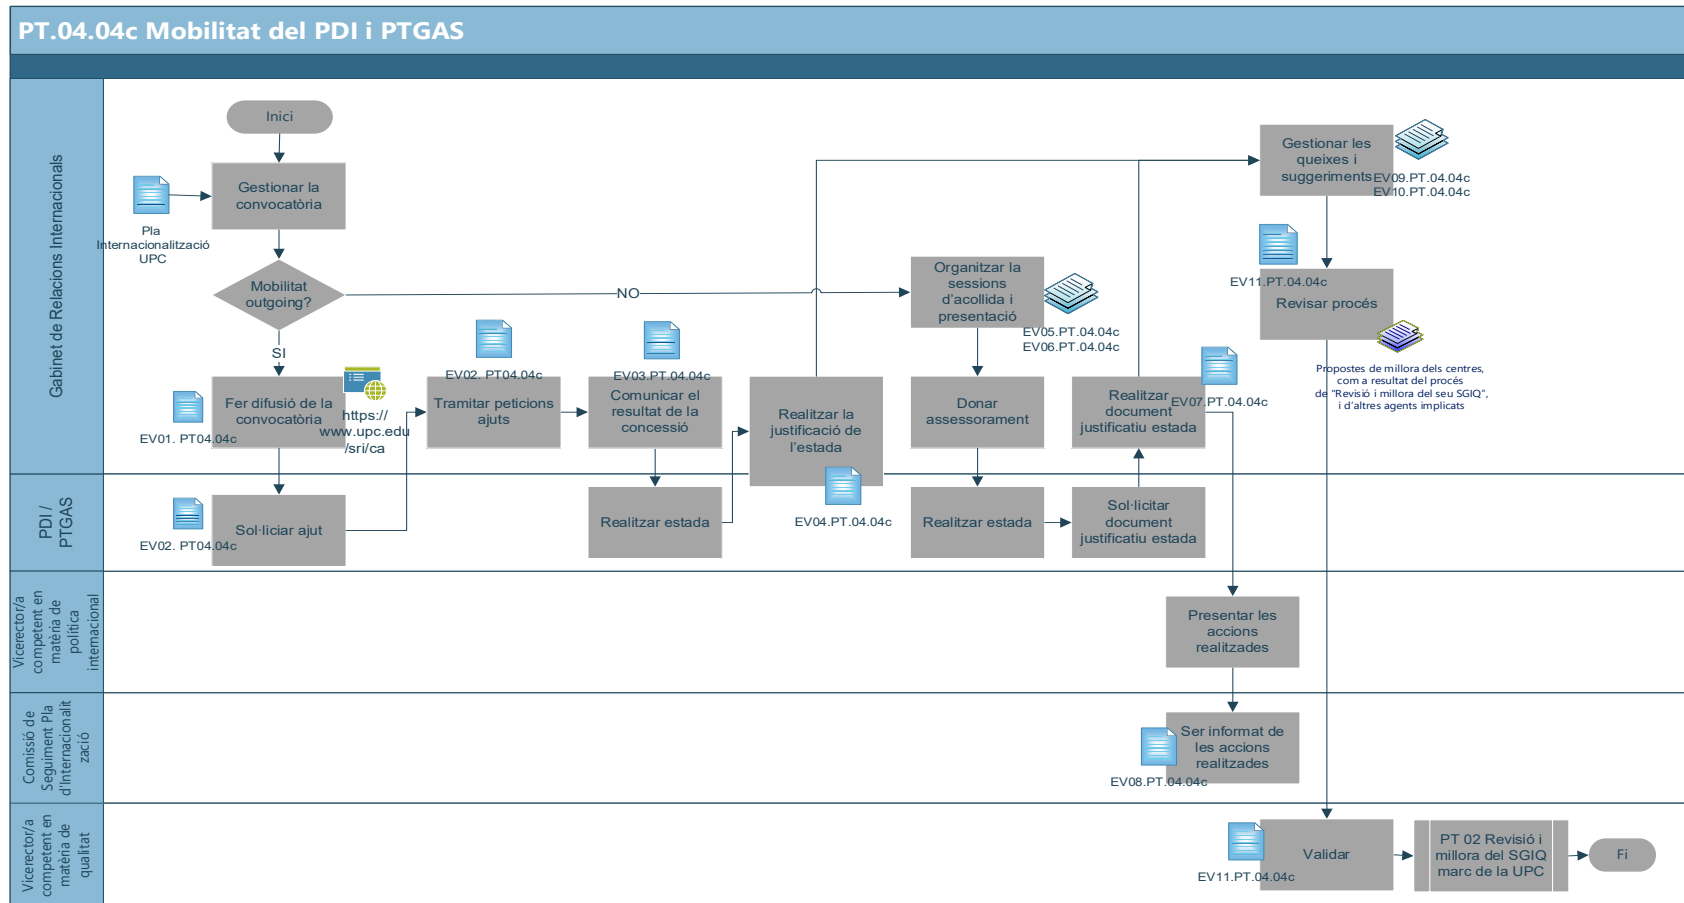 PT.04.04c Mobilitat del PDI i PTGAS
Gabinet de Relacions Internacionals
Inici
Gestionar la
convocatòria
Pla
Internacionalització
UPC
Mobilitat
outgoing?
NO
SI
Fer difusió de la
convocatòria
EV01. PT04.04c
https://
www.upc.edu
/sri/ca
EV02. PT04.04c
Tramitar peticions
ajuts
EV03.PT.04.04c
Comunicar el
resultat de la
concessió
Realitzar la
justificació de
l'estada
EV04.PT.04.04c
Organitzar la
sessions
d'acollida i
presentació
EV05.PT.04.04c
EV06.PT.04.04c
Donar
assessorament
Realitzar
document
justificatiu estada
EV07.PT.04.04c
Gestionar les
queixes i
suggeriments
EV09.PT.04.04c
EV10.PT.04.04c
EV11.PT.04.04c
Revisar procés
Propostes de millora dels centres,
com a resultat del procés
de "Revisió i millora del seu SGIQ",
i d'altres agents implicats
PDI /
PTGAS
EV02. PT04.04c
Sol·liciar ajut
Realitzar estada
Realitzar estada
Sol·licitar
document
justificatiu estada
Vicerector/a
competent en
matèria de
política
internacional
Presentar les
accions
realitzades
Comissió de
Seguiment Pla
d'Internacionalit
zació
Ser informat de
les accions
realitzades
EV08.PT.04.04c
Vicerector/a
competent en
matèria de
qualitat
EV11.PT.04.04c
Validar
PT 02 Revisió i
millora del SGIQ
marc de la UPC
Fi